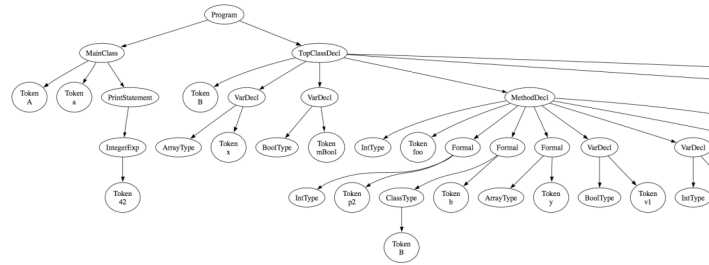 Program
MainClass
TopClassDecl
Token
A
Token
a
PrintStatement
Token
B
VarDecl
VarDecl
MethodDecl
IntegerExp
ArrayType
Token
x
BoolType
Token
mBool
IntType
Token
foo
Formal
Formal
Formal
VarDecl
VarDecl
Token
42
IntType
Token
p2
ClassType
Token
b
ArrayType
Token
y
BoolType
Token
v1
IntType
Token
B